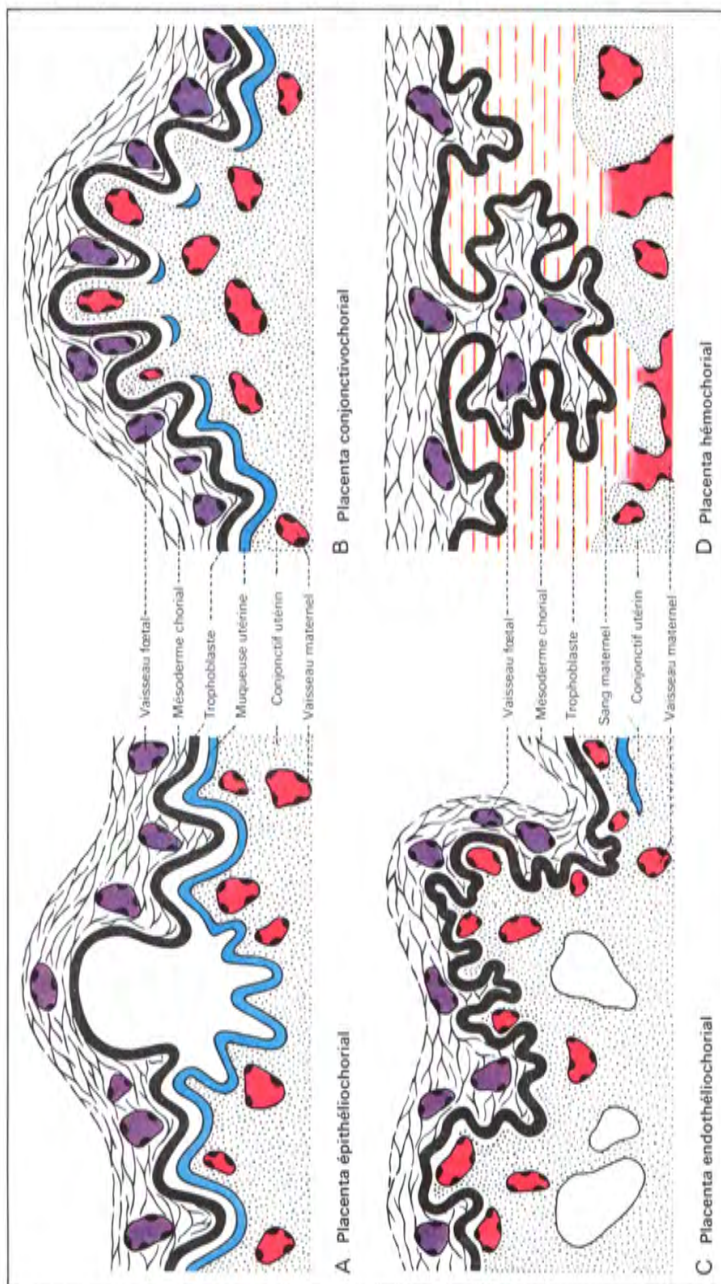 A Placenta épithéliochorial
Vaisseau fœtal
Mésoderme chorial
Trophoblaste
Muqueuse utérine
Conjonctif utérin
Vaisseau maternel
B Placenta conjonctivochorial
C Placenta endothéliochorial
Vaisseau fœtal
Mésoderme chorial
Trophoblaste
Sang maternel
Conjonctif utérin
Vaisseau maternel
D Placenta hémochorial